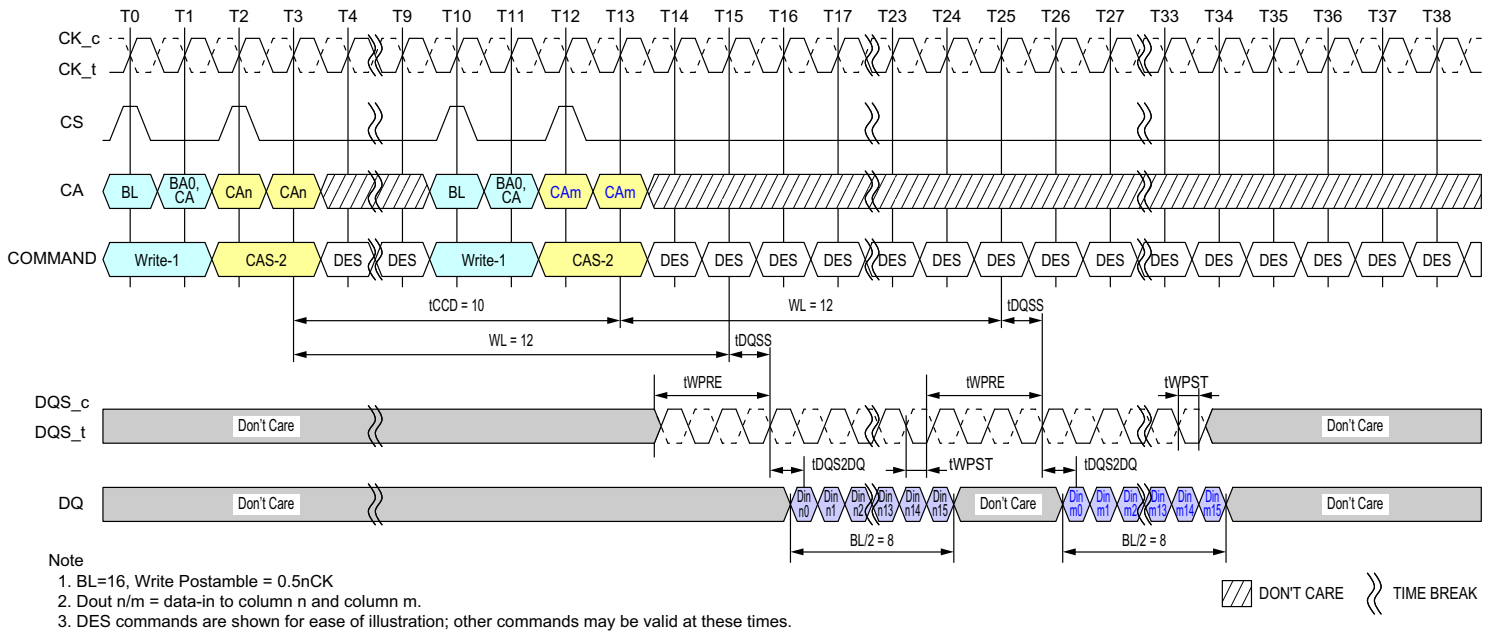 T0 T1 T2 T3 T4 T9 T10 T11 T12 T13 T14 T15 T16 T17 T23 T24 T25 T26 T27 T33 T34 T35 T36 T37 T38
CK_c
CK_t
CS
CA BL BA0, CA CAn CAn BL BA0, CA CAm CAm
COMMAND Write-1 CAS-2 DES DES Write-1 CAS-2 DES DES DES DES DES DES DES DES DES DES DES DES DES DES DES
tCCD = 10 WL = 12 tDQSS
WL = 12 tDQSS
tWPRE tWPRE tWPST
DQS_c
DQS_t Don't Care Don't Care
tDQS2DQ tWPST tDQS2DQ
DQ Don't Care Din n0 Din n1 Din n2 Din n13 Din n14 Din n15 Don't Care Din m0 Din m1 Din m2 Din m13 Din m14 Din m15 Don't Care
BL/2 = 8 BL/2 = 8
Note
1. BL=16, Write Postamble = 0.5nCK
2. Dout n/m = data-in to column n and column m.
3. DES commands are shown for ease of illustration; other commands may be valid at these times.
DON'T CARE TIME BREAK